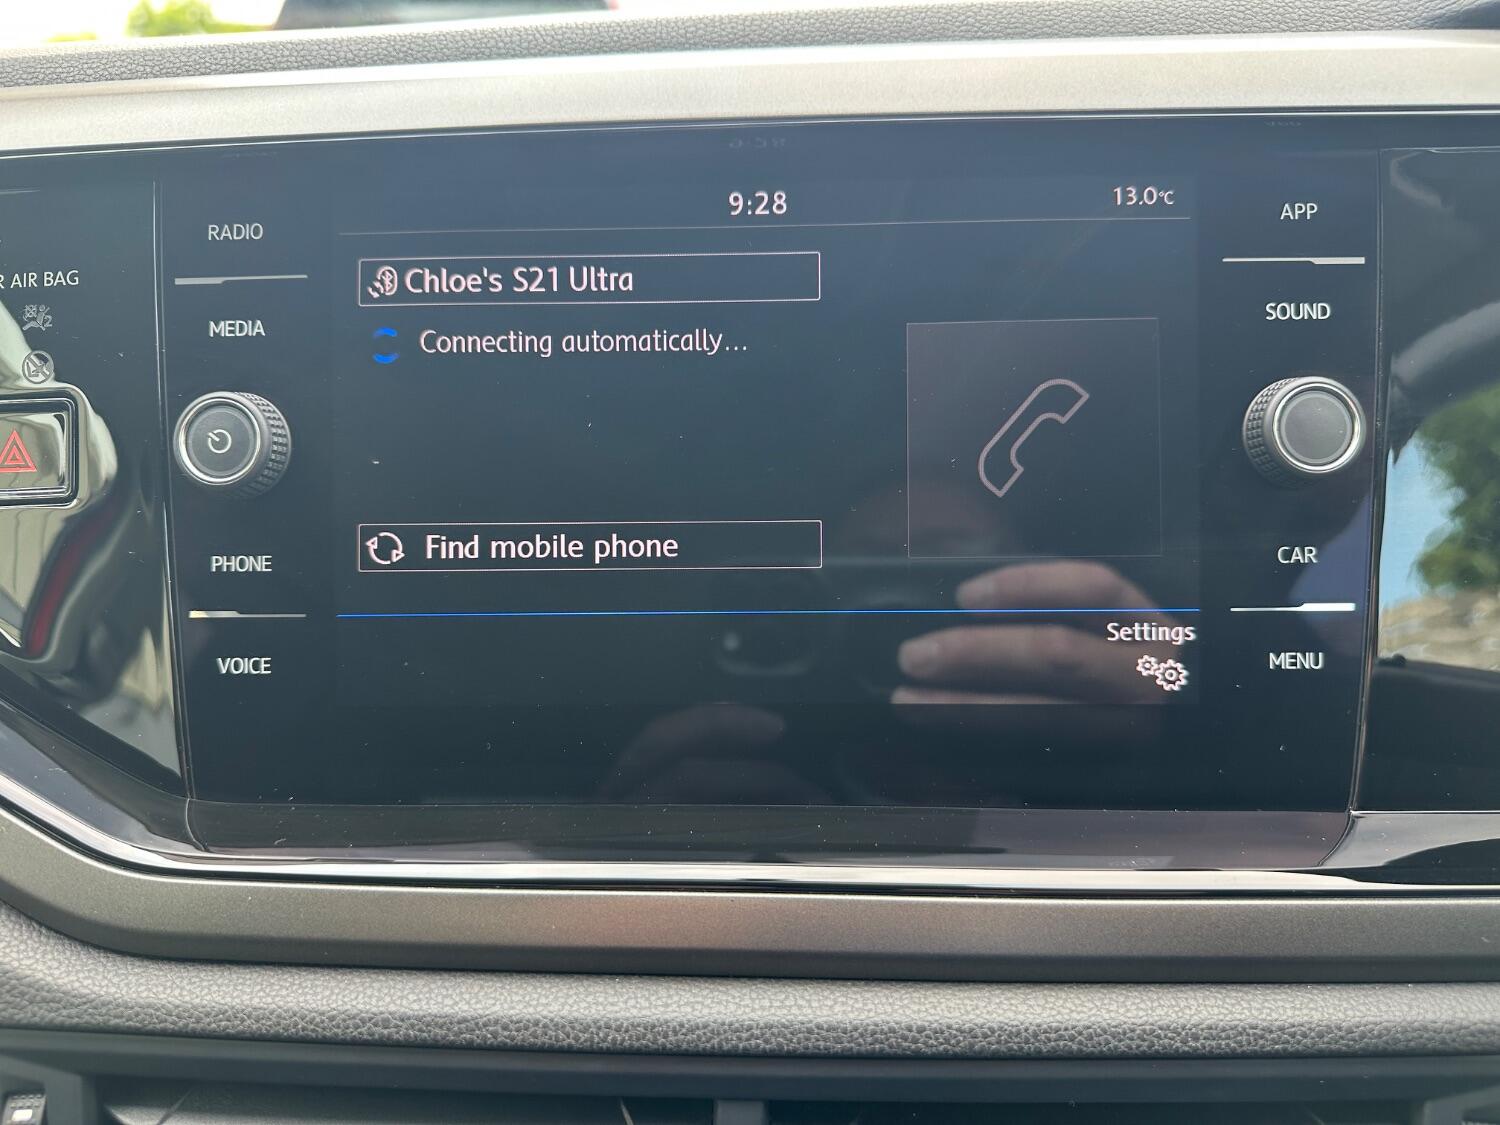 9:28
13.0°C
RADIO
MEDIA
PHONE
VOICE
R AIR BAG
Chloe's S21 Ultra
Connecting automatically...
Find mobile phone
Settings
APP
SOUND
CAR
MENU